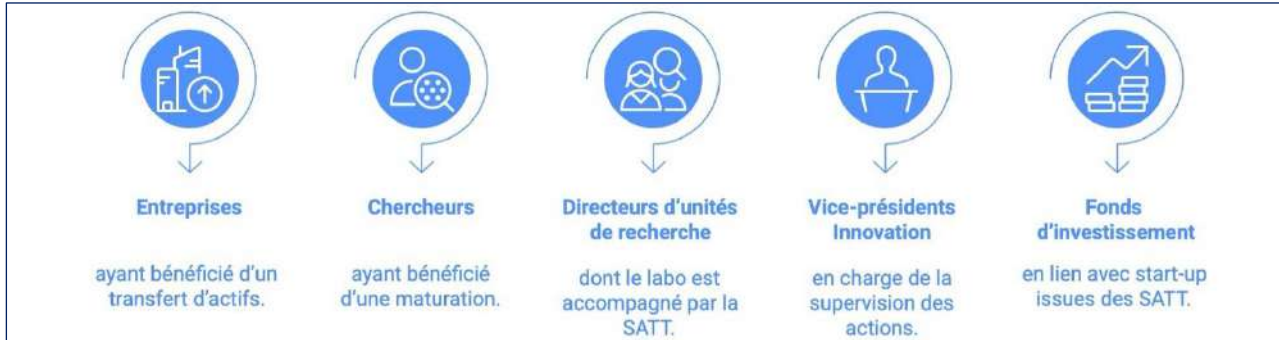 Entreprises
ayant bénéficié d'un
transfert d'actifs.
Chercheurs
ayant bénéficié
d'une maturation.
Directeurs d'unités
de recherche
dont le labo est
accompagné par la
SATT.
Vice-présidents
Innovation
en charge de la
supervision des
actions.
Fonds
d'investissement
en lien avec start-up
issues des SATT.